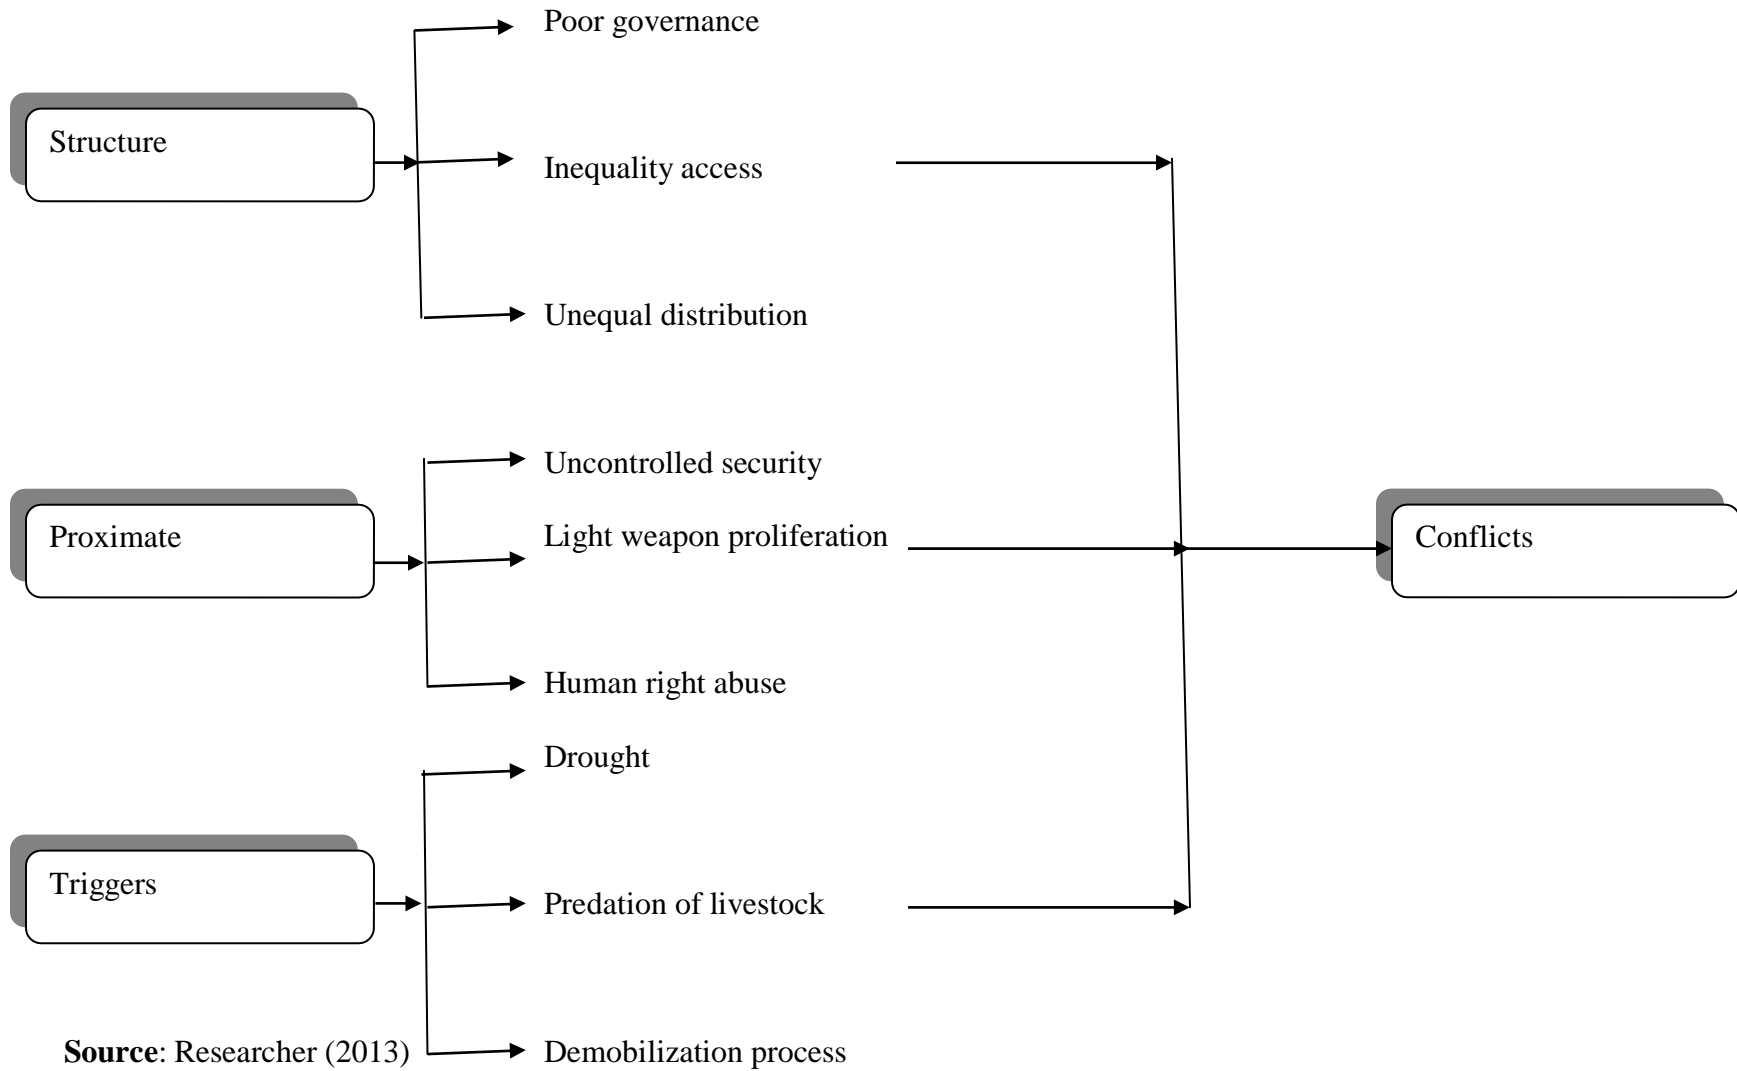 Poor governance
Structure
Inequality access
Unequal distribution
Uncontrolled security
Proximate
Light weapon proliferation
Conflicts
Human right abuse
Drought
Triggers
Predation of livestock
Source: Researcher (2013)
Demobilization process